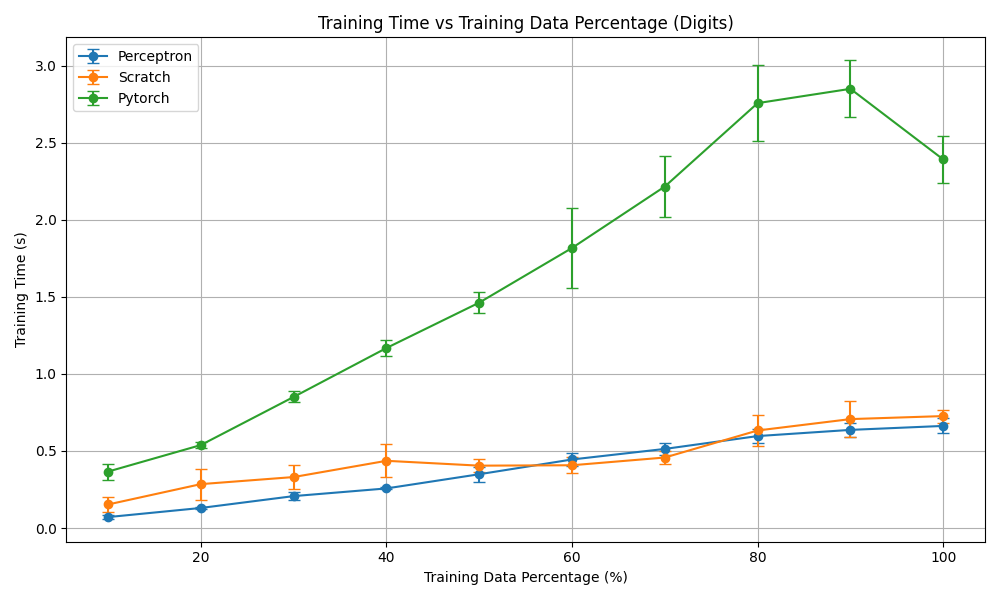 Training Time vs Training Data Percentage (Digits)
Perceptron
Scratch
Pytorch
Training Time (s)
3.0
2.5
2.0
1.5
1.0
0.5
0.0
20 40 60 80 100
Training Data Percentage (%)